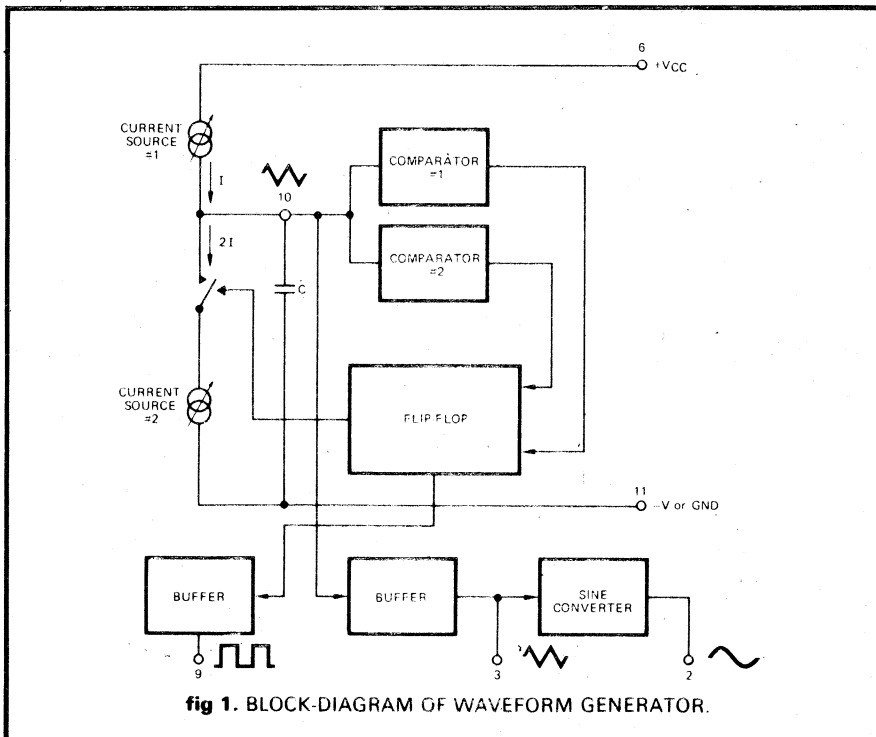 6
+VCC
CURRENT
SOURCE
=1
I
10
COMPARATOR
=1
2I
COMPARATOR
=2
C
CURRENT
SOURCE
=2
FLIP-FLOP
11
-V or GND
BUFFER
BUFFER
SINE
CONVERTER
9
3
2
fig 1. BLOCK-DIAGRAM OF WAVEFORM GENERATOR.